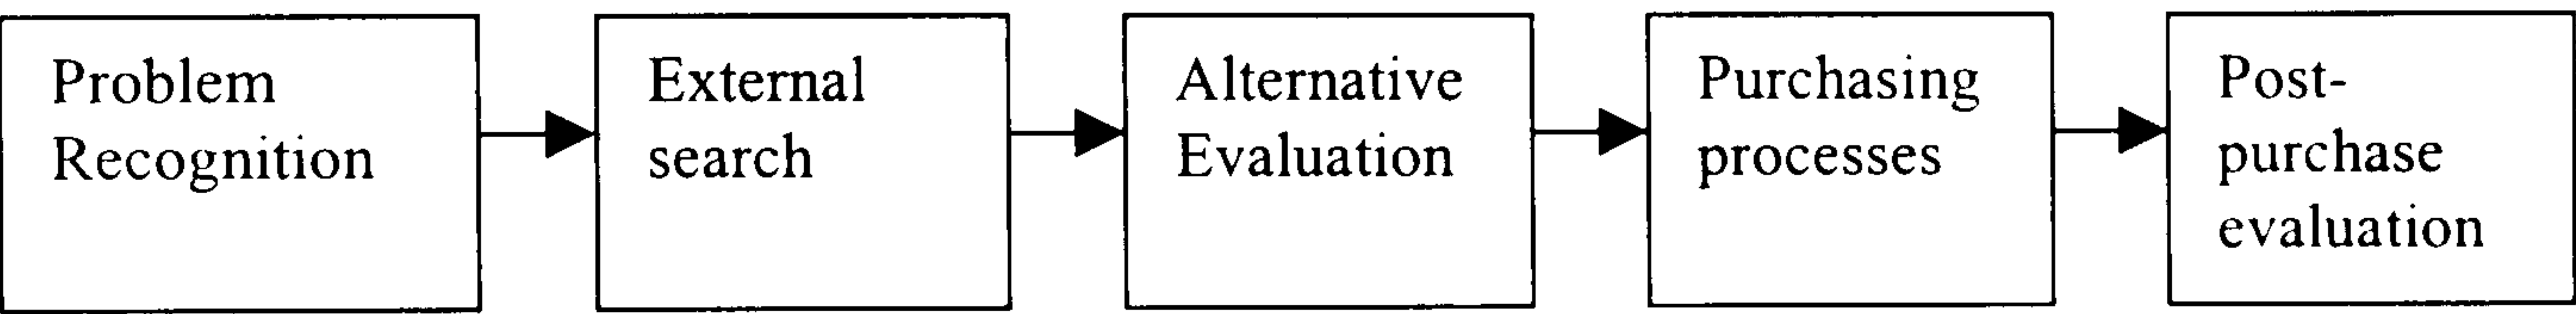 Problem
Recognition
External
search
Alternative
Evaluation
Purchasing
processes
Post-
purchase
evaluation